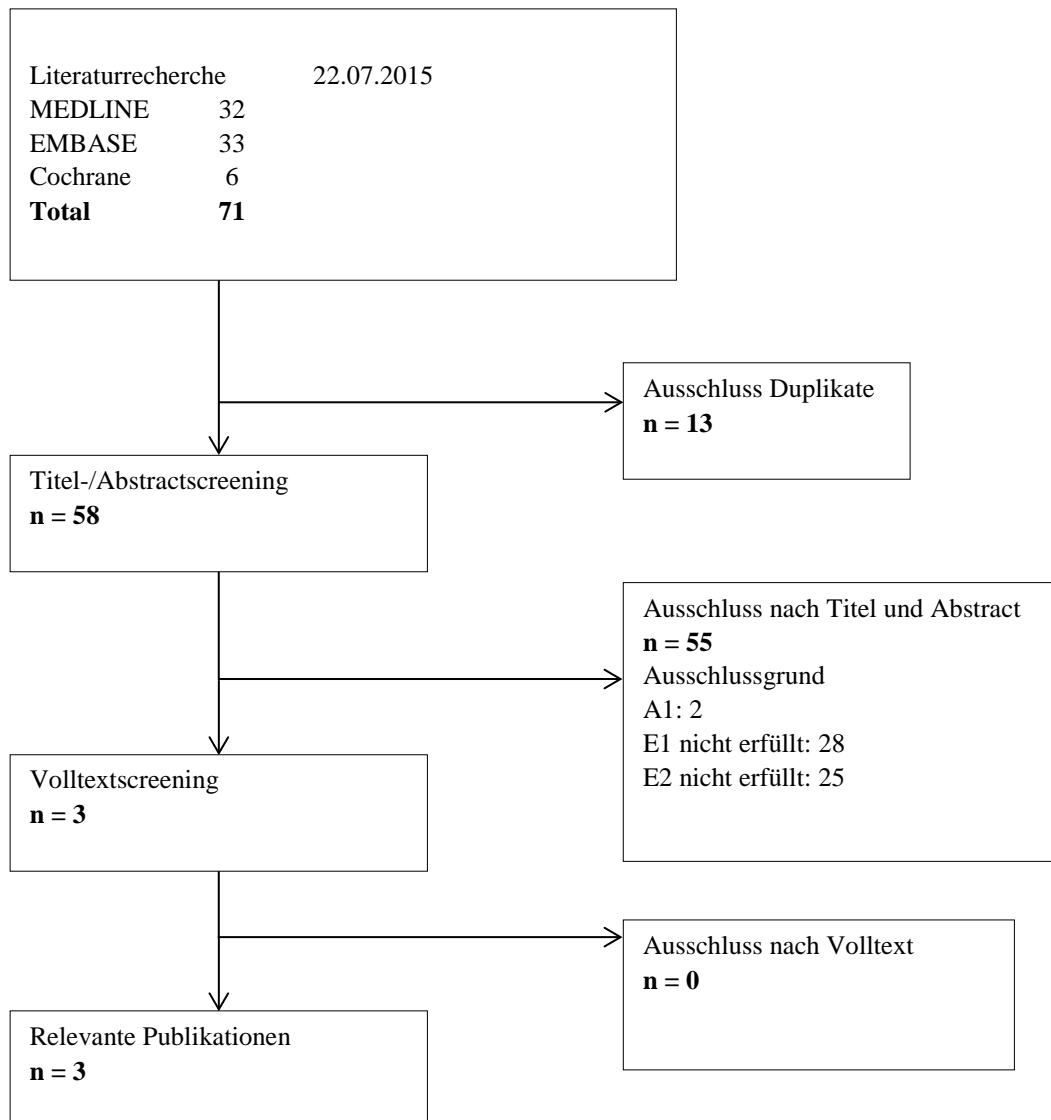 Literaturrecherche 22.07.2015
MEDLINE 32
EMBASE 33
Cochrane 6
Total 71
Ausschluss Duplikate
n = 13
Titel-/Abstractscreening
n = 58
Ausschluss nach Titel und Abstract
n = 55
Ausschlussgrund
A1: 2
E1 nicht erfüllt: 28
E2 nicht erfüllt: 25
Volltextscreening
n = 3
Ausschluss nach Volltext
n = 0
Relevante Publikationen
n = 3